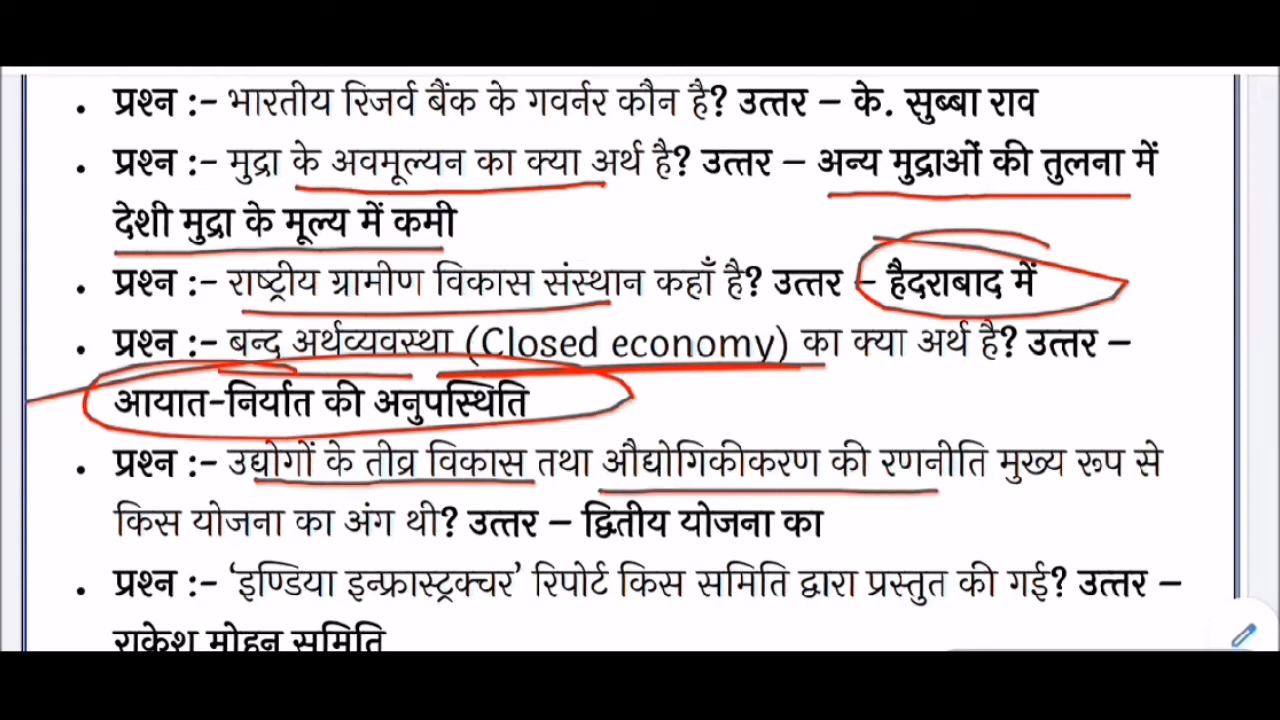 • प्रश्न :- भारतीय रिजर्व बैंक के गवर्नर कौन है? उत्तर – के. सुब्बा राव
• प्रश्न :- मुद्रा के अवमूल्यन का क्या अर्थ है? उत्तर – अन्य मुद्राओं की तुलना में
देशी मुद्रा के मूल्य में कमी
• प्रश्न :- राष्ट्रीय ग्रामीण विकास संस्थान कहाँ है? उत्तर – हैदराबाद में
• प्रश्न :- बन्द अर्थव्यवस्था (Closed economy) का क्या अर्थ है? उत्तर –
आयात-निर्यात की अनुपस्थिति
• प्रश्न :- उद्योगों के तीव्र विकास तथा औद्योगिकीकरण की रणनीति मुख्य रूप से
किस योजना का अंग थी? उत्तर – द्वितीय योजना का
• प्रश्न :- ‘इण्डिया इन्फ्रास्ट्रक्चर’ रिपोर्ट किस समिति द्वारा प्रस्तुत की गई? उत्तर –
राकेश मोहन समिति